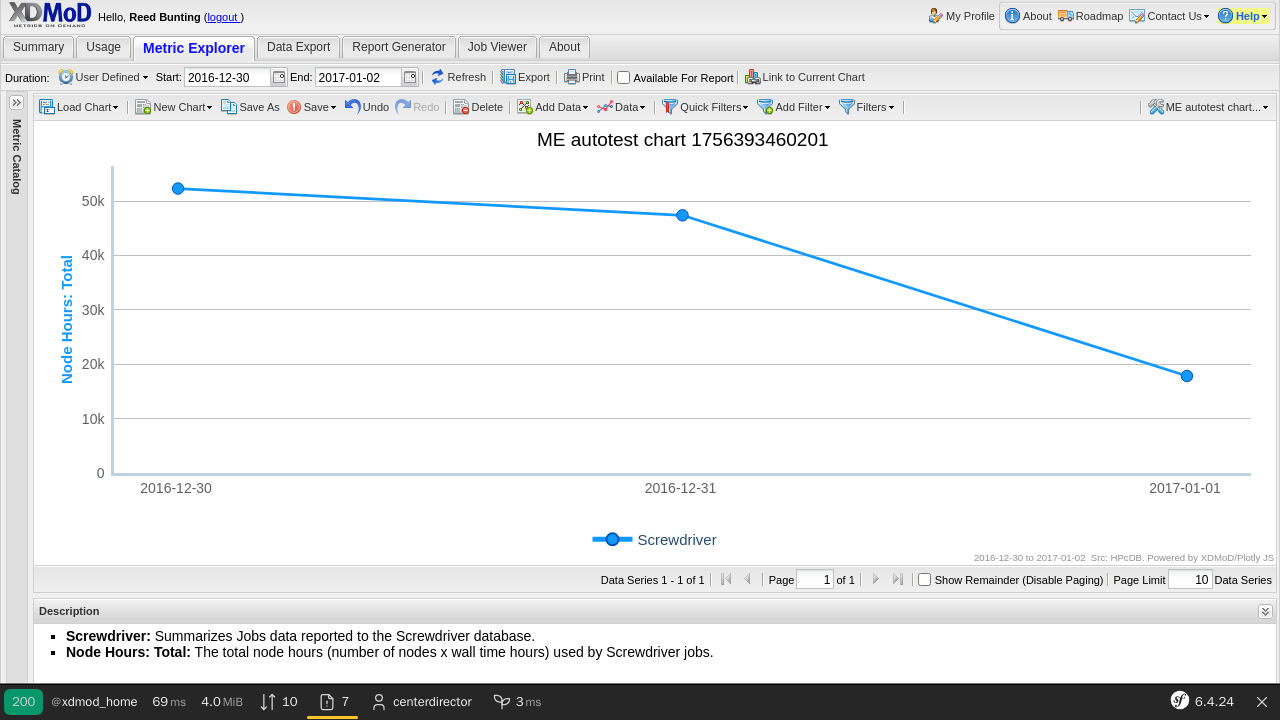 XDMoD
METRICS ON DEMAND
Hello, Reed Bunting (logout )
My Profile About Roadmap Contact Us Help
Summary Usage Metric Explorer Data Export Report Generator Job Viewer About
Duration: User Defined Start: 2016-12-30 End: 2017-01-02 Refresh Export Print Available For Report Link to Current Chart
Load Chart New Chart Save As Save Undo Redo Delete Add Data Data Quick Filters Add Filter Filters ME autotest chart...
Metric Catalog
ME autotest chart 1756393460201
50k
40k
30k
20k
10k
0
Node Hours: Total
2016-12-30 2016-12-31 2017-01-01
Screwdriver
2016-12-30 to 2017-01-02 Src: HPcDB. Powered by XDMoD/Plotly JS
Data Series 1 - 1 of 1 Page 1 of 1 Show Remainder (Disable Paging) Page Limit 10 Data Series
Description
Screwdriver: Summarizes Jobs data reported to the Screwdriver database.
Node Hours: Total: The total node hours (number of nodes x wall time hours) used by Screwdriver jobs.
200 @xdmod_home 69 ms 4.0 MiB 10 7 centerdirector 3 ms sf 6.4.24